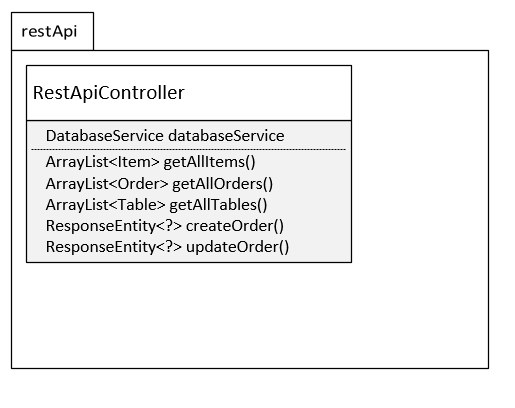 restApi
RestApiController
DatabaseService databaseService
ArrayList<Item> getAllItems()
ArrayList<Order> getAllOrders()
ArrayList<Table> getAllTables()
ResponseEntity<?> createOrder()
ResponseEntity<?> updateOrder()